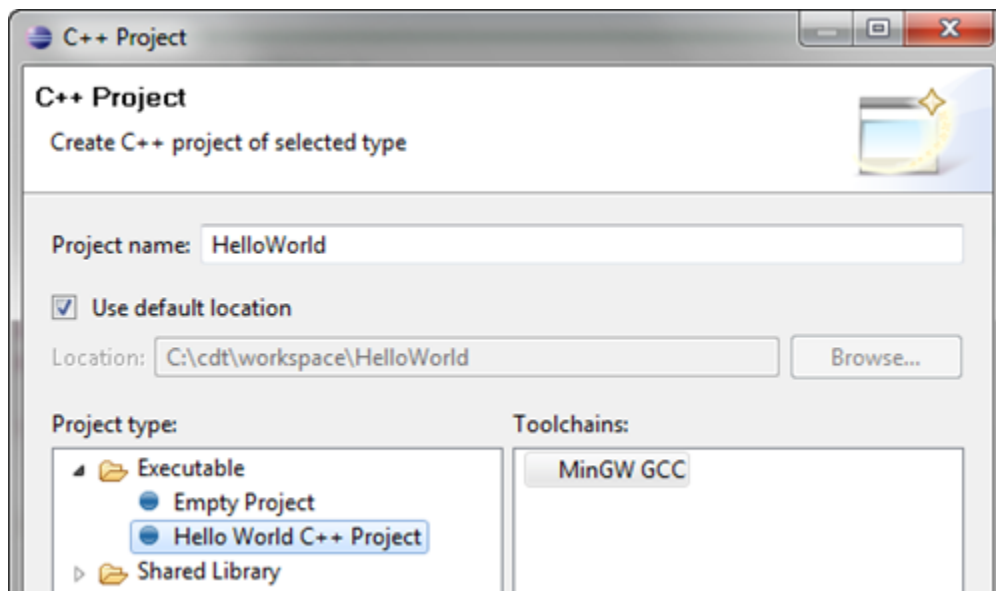 C++ Project
C++ Project
Create C++ project of selected type
Project name: HelloWorld
Use default location
Location: C:\cdt\workspace\HelloWorld Browse...
Project type: Toolchains:
Executable MinGW GCC
Empty Project
Hello World C++ Project
Shared Library